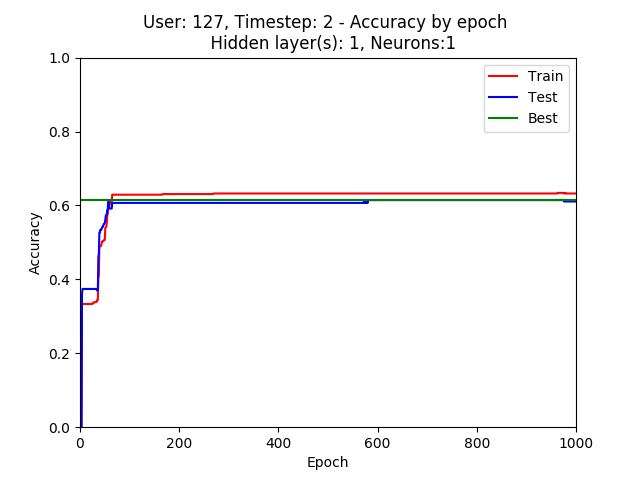 User: 127, Timestep: 2 - Accuracy by epoch
Hidden layer(s): 1, Neurons:1
Train
Test
Best
1.0
0.8
0.6
0.4
0.2
0.0
Accuracy
0 200 400 600 800 1000
Epoch